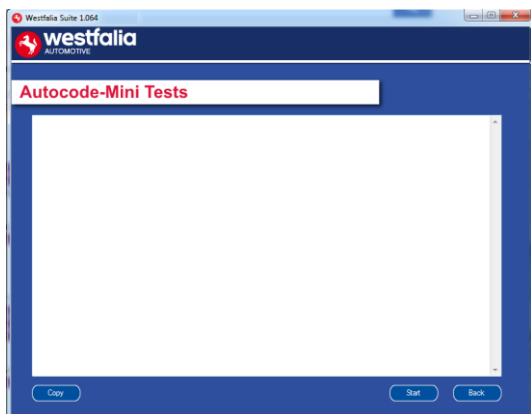 Westfalia Suite 1.064
westfalia
AUTOMOTIVE
Autocode-Mini Tests
Copy
Start
Back